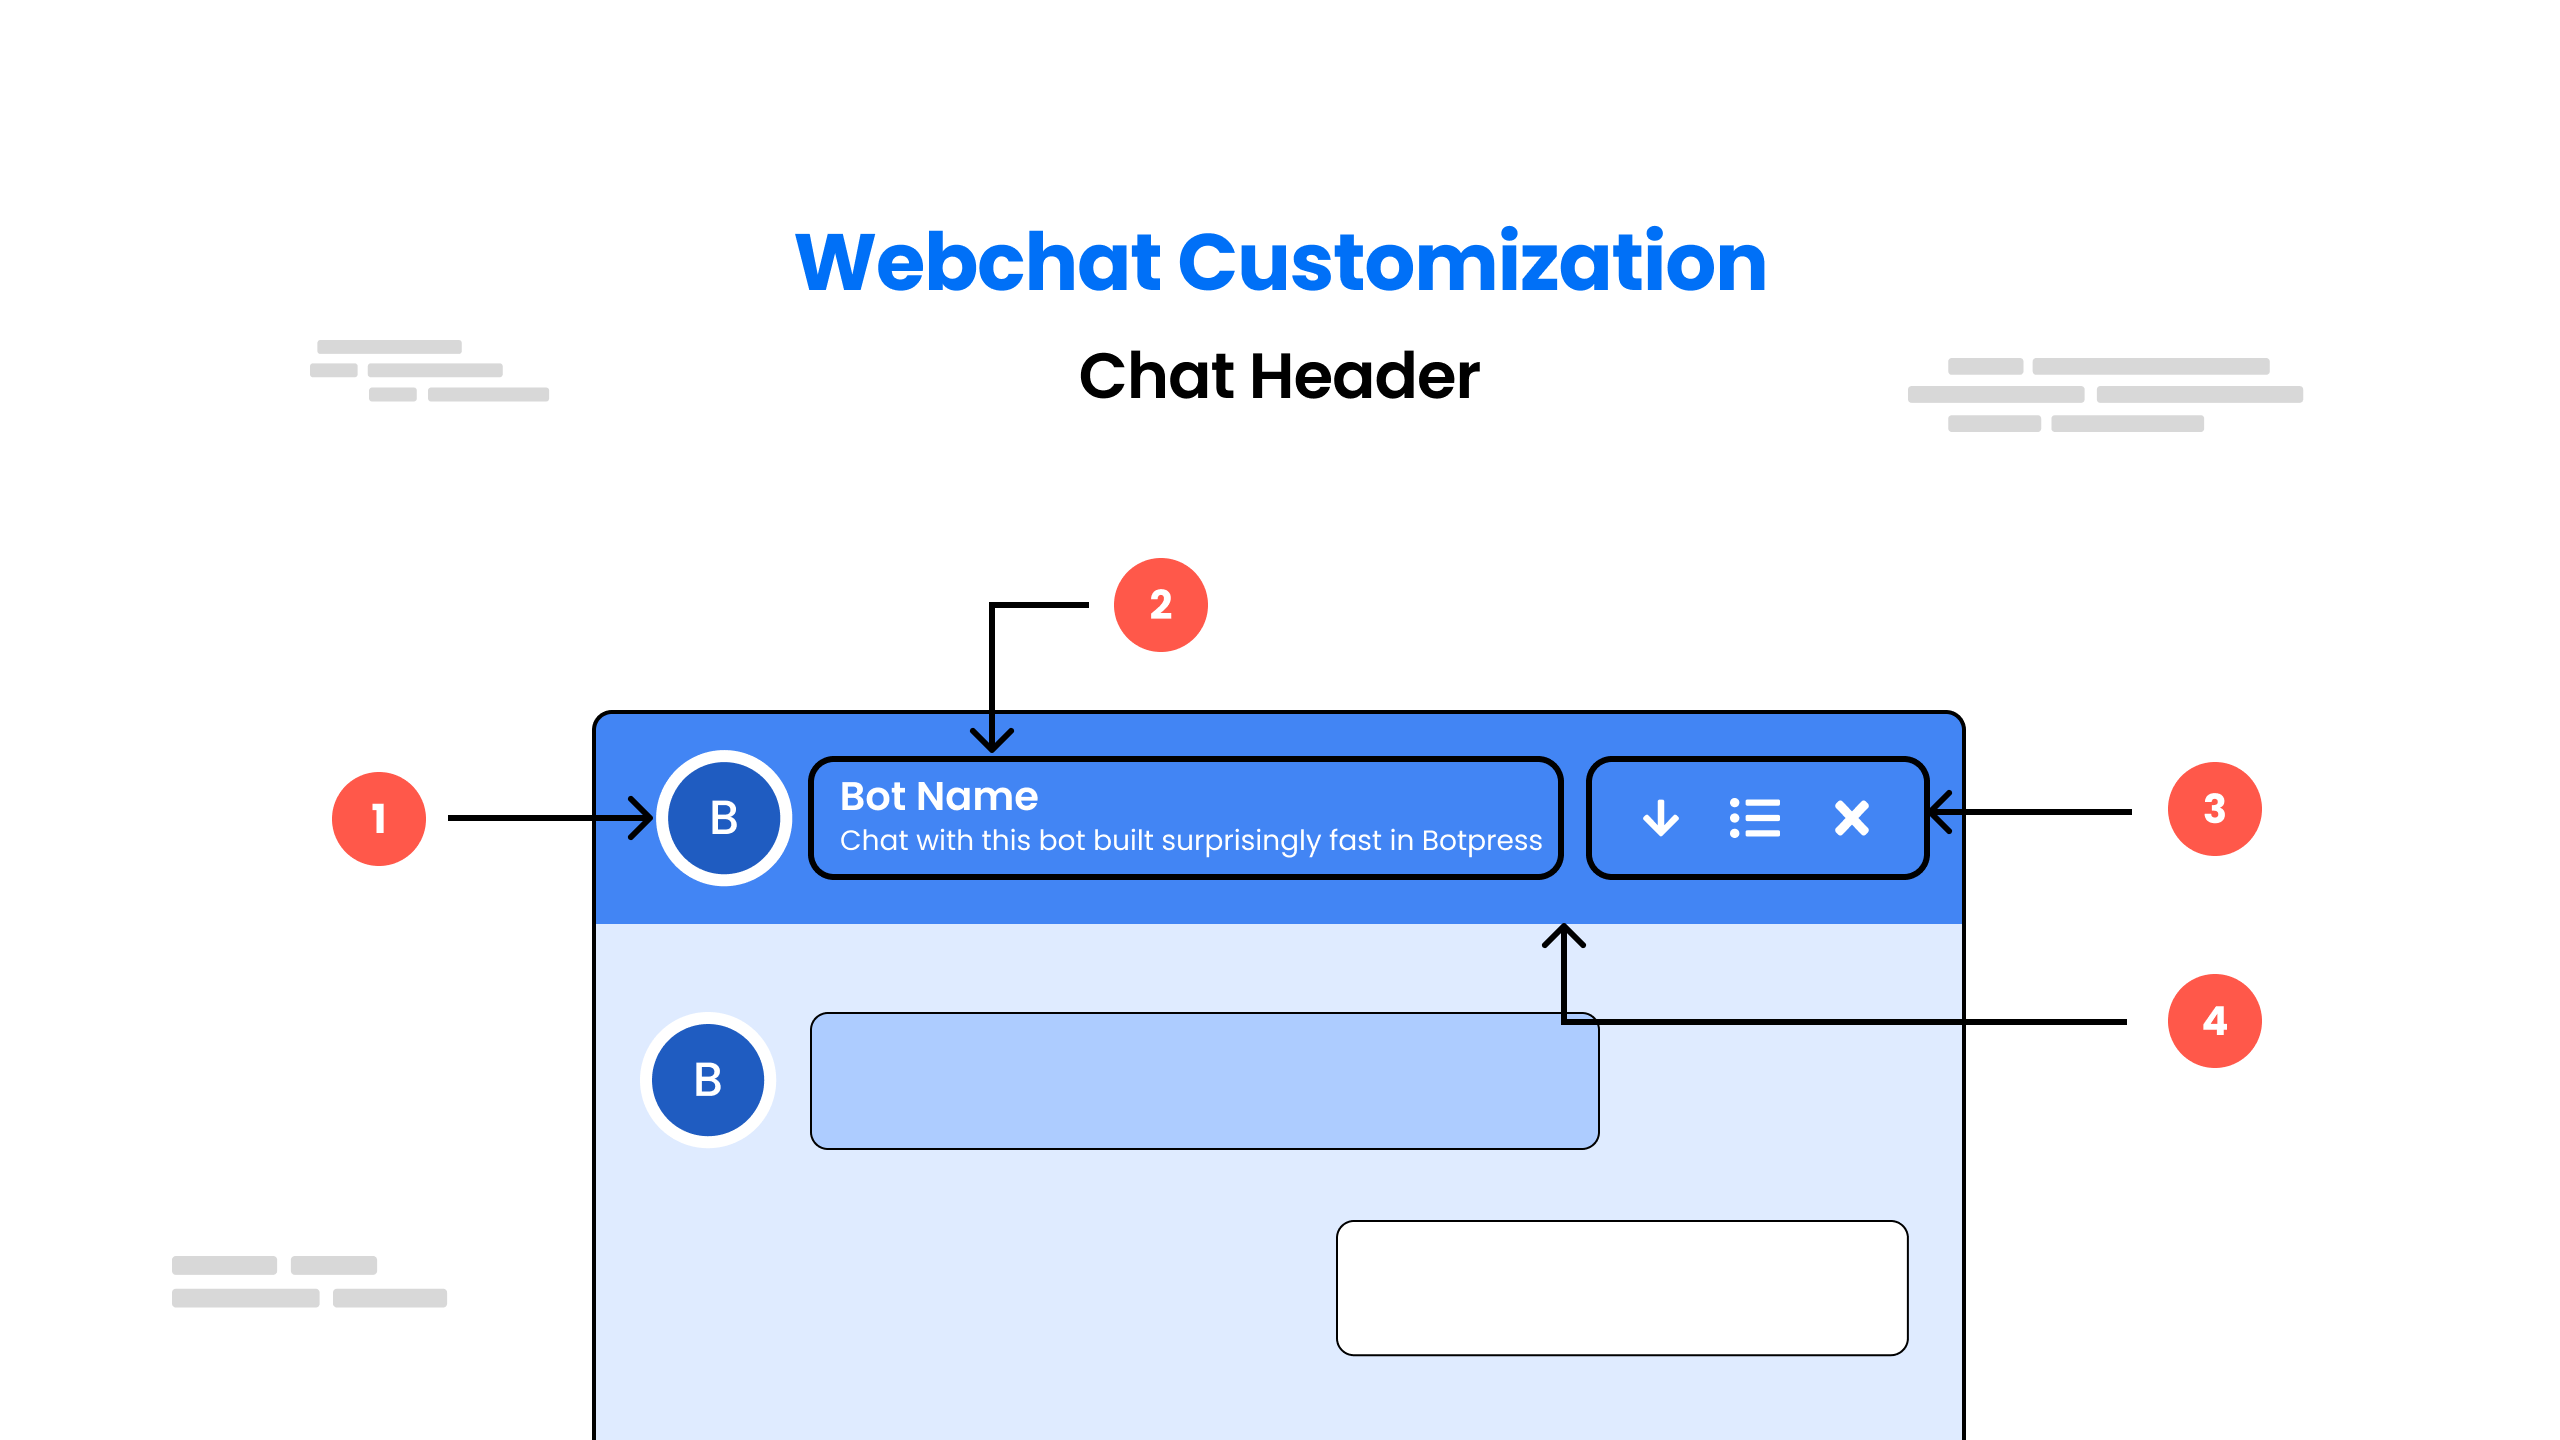 Webchat Customization
Chat Header
2
1
B
Bot Name
Chat with this bot built surprisingly fast in Botpress
3
4
B